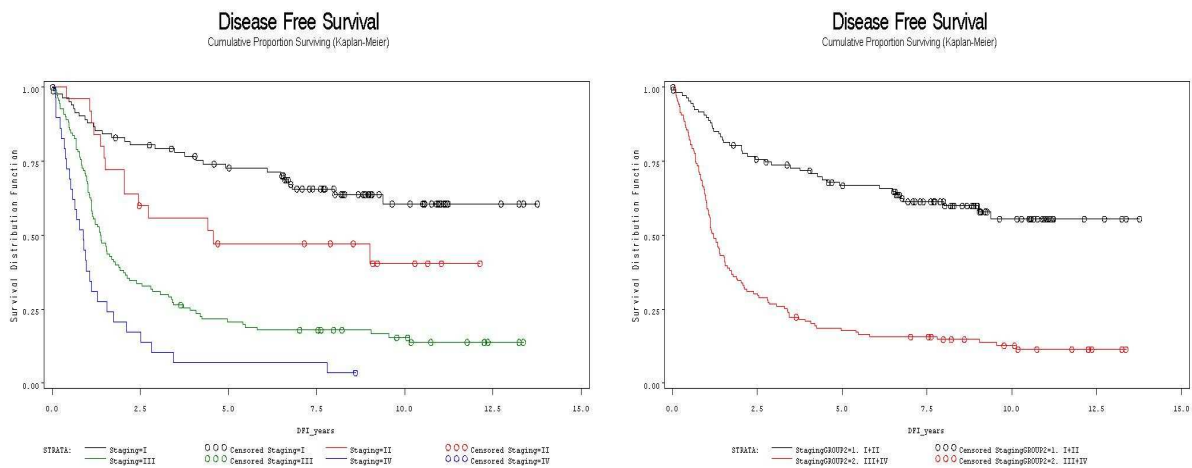 Disease Free Survival
Cumulative Proportion Surviving (Kaplan-Meier)
Survival Distribution Function
1.00
0.75
0.50
0.25
0.00
0.0 2.5 5.0 7.5 10.0 12.5 15.0
DFI_years
STRATA: Staging=I Censored Staging=I Staging=II Censored Staging=II
Staging=III Censored Staging=III Staging=IV Censored Staging=IV
Disease Free Survival
Cumulative Proportion Surviving (Kaplan-Meier)
Survival Distribution Function
1.00
0.75
0.50
0.25
0.00
0.0 2.5 5.0 7.5 10.0 12.5 15.0
DFI_years
STRATA: StagingGROUP2=1. I+II Censored StagingGROUP2=1. I+II
StagingGROUP2=2. III+IV Censored StagingGROUP2=2. III+IV